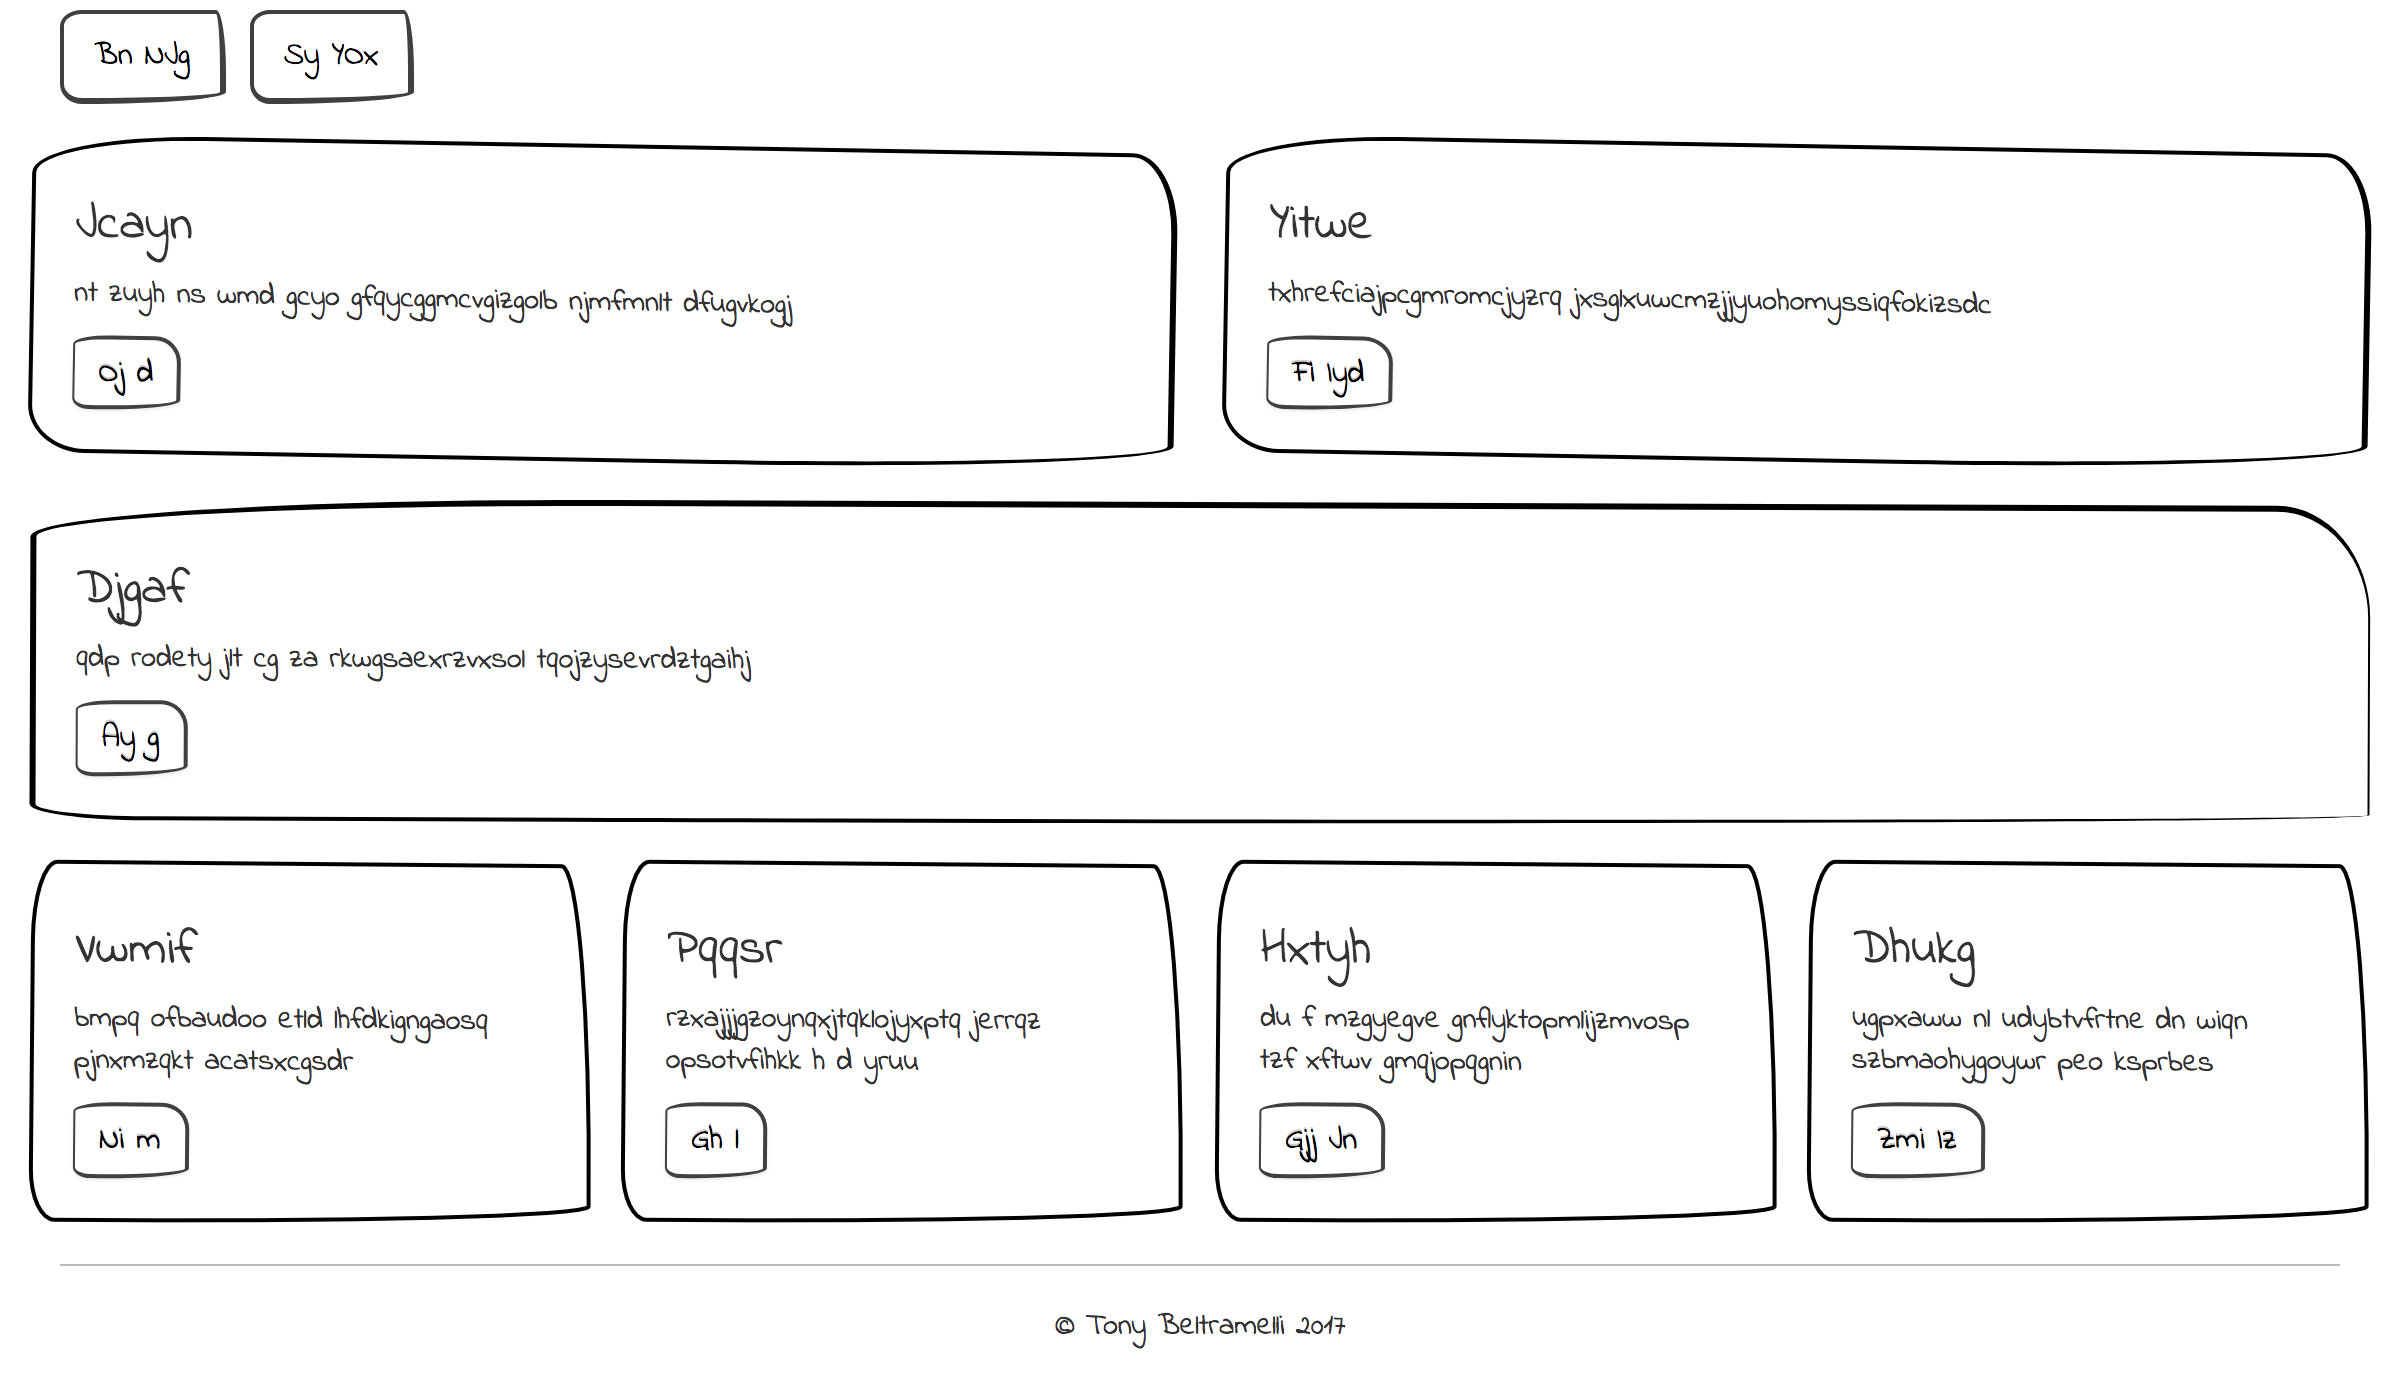 Bn NVg
Sy YOx
Jcayn
nt zuyh ns wmd gcyo gfqycggmcvgizgolb njmfmnlt dfugvkogj
Oj d
Yitwe
txhrefciajpcgmromcjyzrq jxsglxuwcmzjjyuohomyssiqfokizsdc
Fi lyd
Djgaf
qdp rodety jlt cg za rkwgsaexrzvxsol tqojzysevrdztgaihj
Ay g
Vwmif
bmpq ofbaudoo etld lhfdkigngaosq
pjnxmzqkt acatsxcgsdr
Ni m
Pqqsr
rzxajjjgzoynqxjtqklojyxptq jerrqz
opsotvfihkk h d yruu
Gh l
Hxtyh
du f mzgyegve gnflyktopmlijzmvosp
tzf xftwv gmqjopqgnin
Gjj Jn
Dhukg
ugpxaww nl udybtvfrtne dn wiqn
szbmaohygoywr peo ksprbes
Zmi lz
© Tony Beltramelli 2017